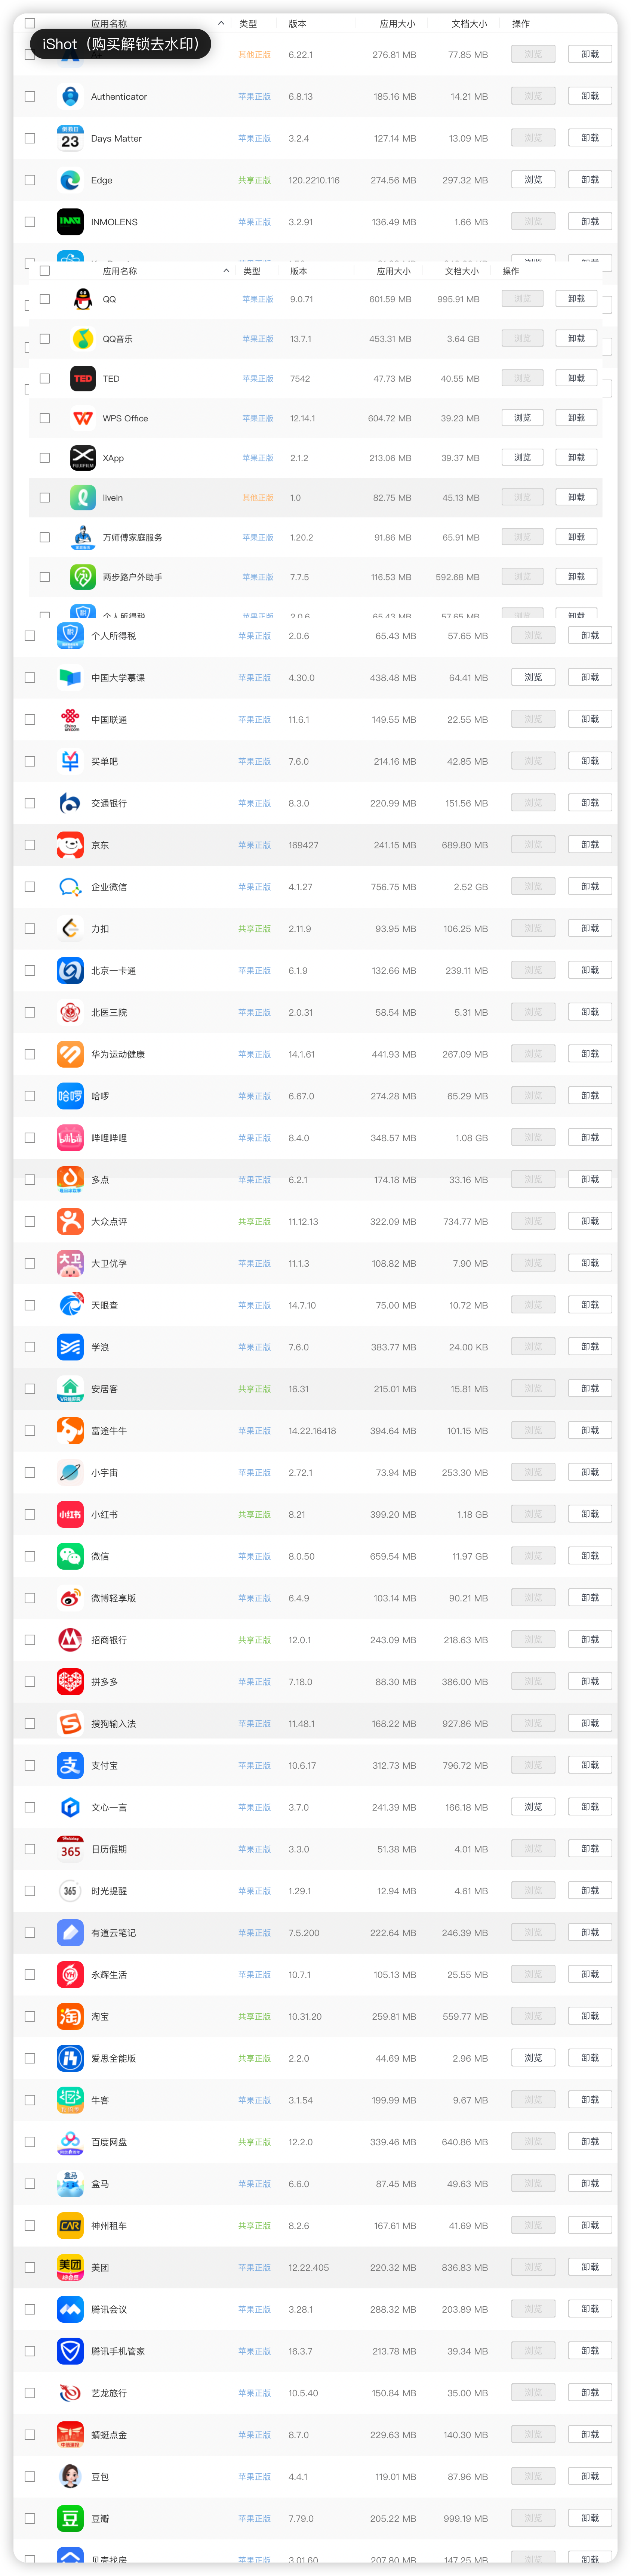 应用名称 类型 版本 应用大小 文档大小 操作
iShot（购买解锁去水印）
其他正版 6.22.1 276.81 MB 77.85 MB 浏览 卸载
Authenticator 苹果正版 6.8.13 185.16 MB 14.21 MB 浏览 卸载
倒数日 23 Days Matter 苹果正版 3.2.4 127.14 MB 13.09 MB 浏览 卸载
Edge 共享正版 120.2210.116 274.56 MB 297.32 MB 浏览 卸载
INMOLENS 苹果正版 3.2.91 136.49 MB 1.66 MB 浏览 卸载
应用名称 类型 版本 应用大小 文档大小 操作
QQ 苹果正版 9.0.71 601.59 MB 995.91 MB 浏览 卸载
QQ音乐 苹果正版 13.7.1 453.31 MB 3.64 GB 浏览 卸载
TED TED 苹果正版 7542 47.73 MB 40.55 MB 浏览 卸载
WPS Office 苹果正版 12.14.1 604.72 MB 39.23 MB 浏览 卸载
FUJIFILM XApp 苹果正版 2.1.2 213.06 MB 39.37 MB 浏览 卸载
livein 其他正版 1.0 82.75 MB 45.13 MB 浏览 卸载
万师傅家庭服务 苹果正版 1.20.2 91.86 MB 65.91 MB 浏览 卸载
两步路户外助手 苹果正版 7.7.5 116.53 MB 592.68 MB 浏览 卸载
个人所得税 苹果正版 2.0.6 65.43 MB 57.65 MB 浏览 卸载
个人所得税 苹果正版 2.0.6 65.43 MB 57.65 MB 浏览 卸载
中国大学慕课 苹果正版 4.30.0 438.48 MB 64.41 MB 浏览 卸载
China unicom 中国联通 苹果正版 11.6.1 149.55 MB 22.55 MB 浏览 卸载
买单吧 苹果正版 7.6.0 214.16 MB 42.85 MB 浏览 卸载
交通银行 苹果正版 8.3.0 220.99 MB 151.56 MB 浏览 卸载
京东 苹果正版 169427 241.15 MB 689.80 MB 浏览 卸载
企业微信 苹果正版 4.1.27 756.75 MB 2.52 GB 浏览 卸载
力扣 共享正版 2.11.9 93.95 MB 106.25 MB 浏览 卸载
北京一卡通 苹果正版 6.1.9 132.66 MB 239.11 MB 浏览 卸载
北医三院 苹果正版 2.0.31 58.54 MB 5.31 MB 浏览 卸载
华为运动健康 苹果正版 14.1.61 441.93 MB 267.09 MB 浏览 卸载
哈啰 哈啰 苹果正版 6.67.0 274.28 MB 65.29 MB 浏览 卸载
bilibili 哔哩哔哩 苹果正版 8.4.0 348.57 MB 1.08 GB 浏览 卸载
多点 苹果正版 6.2.1 174.18 MB 33.16 MB 浏览 卸载
大众点评 共享正版 11.12.13 322.09 MB 734.77 MB 浏览 卸载
大卫 大卫优孕 苹果正版 11.1.3 108.82 MB 7.90 MB 浏览 卸载
天眼查 苹果正版 14.7.10 75.00 MB 10.72 MB 浏览 卸载
学浪 苹果正版 7.6.0 383.77 MB 24.00 KB 浏览 卸载
安居客 共享正版 16.31 215.01 MB 15.81 MB 浏览 卸载
富途牛牛 苹果正版 14.22.16418 394.64 MB 101.15 MB 浏览 卸载
小宇宙 苹果正版 2.72.1 73.94 MB 253.30 MB 浏览 卸载
小红书 小红书 共享正版 8.21 399.20 MB 1.18 GB 浏览 卸载
微信 苹果正版 8.0.50 659.54 MB 11.97 GB 浏览 卸载
微博轻享版 苹果正版 6.4.9 103.14 MB 90.21 MB 浏览 卸载
招商银行 共享正版 12.0.1 243.09 MB 218.63 MB 浏览 卸载
拼多多 苹果正版 7.18.0 88.30 MB 386.00 MB 浏览 卸载
搜狗输入法 苹果正版 11.48.1 168.22 MB 927.86 MB 浏览 卸载
支 支付宝 苹果正版 10.6.17 312.73 MB 796.72 MB 浏览 卸载
文心一言 苹果正版 3.7.0 241.39 MB 166.18 MB 浏览 卸载
Holiday 365 日历假期 苹果正版 3.3.0 51.38 MB 4.01 MB 浏览 卸载
365 时光提醒 苹果正版 1.29.1 12.94 MB 4.61 MB 浏览 卸载
有道云笔记 苹果正版 7.5.200 222.64 MB 246.39 MB 浏览 卸载
YH 永辉生活 苹果正版 10.7.1 105.13 MB 25.55 MB 浏览 卸载
淘 淘宝 共享正版 10.31.20 259.81 MB 559.77 MB 浏览 卸载
爱思全能版 共享正版 2.2.0 44.69 MB 2.96 MB 浏览 卸载
牛客 苹果正版 3.1.54 199.99 MB 9.67 MB 浏览 卸载
百度网盘 共享正版 12.2.0 339.46 MB 640.86 MB 浏览 卸载
盒马 盒马 苹果正版 6.6.0 87.45 MB 49.63 MB 浏览 卸载
CAR 神州租车 共享正版 8.2.6 167.61 MB 41.69 MB 浏览 卸载
美团 美团 苹果正版 12.22.405 220.32 MB 836.83 MB 浏览 卸载
腾讯会议 苹果正版 3.28.1 288.32 MB 203.89 MB 浏览 卸载
腾讯手机管家 苹果正版 16.3.7 213.78 MB 39.34 MB 浏览 卸载
艺龙旅行 苹果正版 10.5.40 150.84 MB 35.00 MB 浏览 卸载
蜻蜓点金 苹果正版 8.7.0 229.63 MB 140.30 MB 浏览 卸载
豆包 苹果正版 4.4.1 119.01 MB 87.96 MB 浏览 卸载
豆 豆瓣 苹果正版 7.79.0 205.22 MB 999.19 MB 浏览 卸载
贝壳找房 苹果正版 3.01.60 207.80 MB 147.25 MB 浏览 卸载